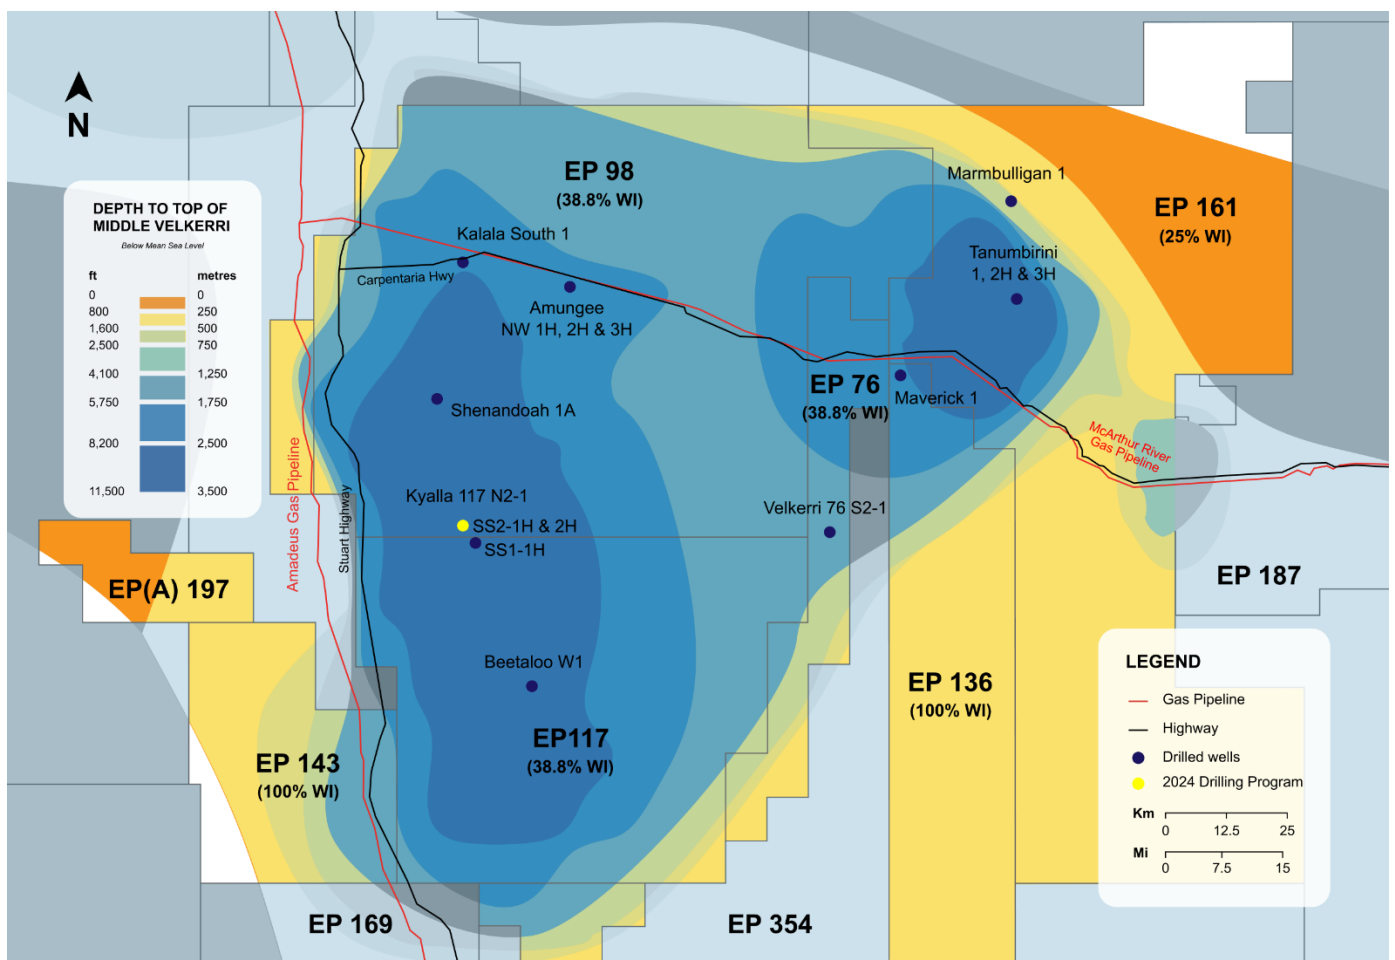 N
DEPTH TO TOP OF
MIDDLE VELKERRI
Below Mean Sea Level
ft metres
0 0
800 250
1,600 500
2,500 750
4,100 1,250
5,750 1,750
8,200 2,500
11,500 3,500
EP 98
(38.8% WI)
Marmbulligan 1
EP 161
(25% WI)
Kalala South 1
Carpentaria Hwy
Tanumbirini
1, 2H & 3H
Amungee
NW 1H, 2H & 3H
EP 76
(38.8% WI)
Maverick 1
Shenandoah 1A
McArthur River
Gas Pipeline
Amadeus Gas Pipeline
Stuart Highway
Kyalla 117 N2-1
SS2-1H & 2H
SS1-1H
Velkerri 76 S2-1
EP(A) 197
EP 187
Beetaloo W1
EP117
(38.8% WI)
EP 136
(100% WI)
EP 143
(100% WI)
EP 169
EP 354
LEGEND
Gas Pipeline
Highway
Drilled wells
2024 Drilling Program
Km
0 12.5 25
Mi
0 7.5 15